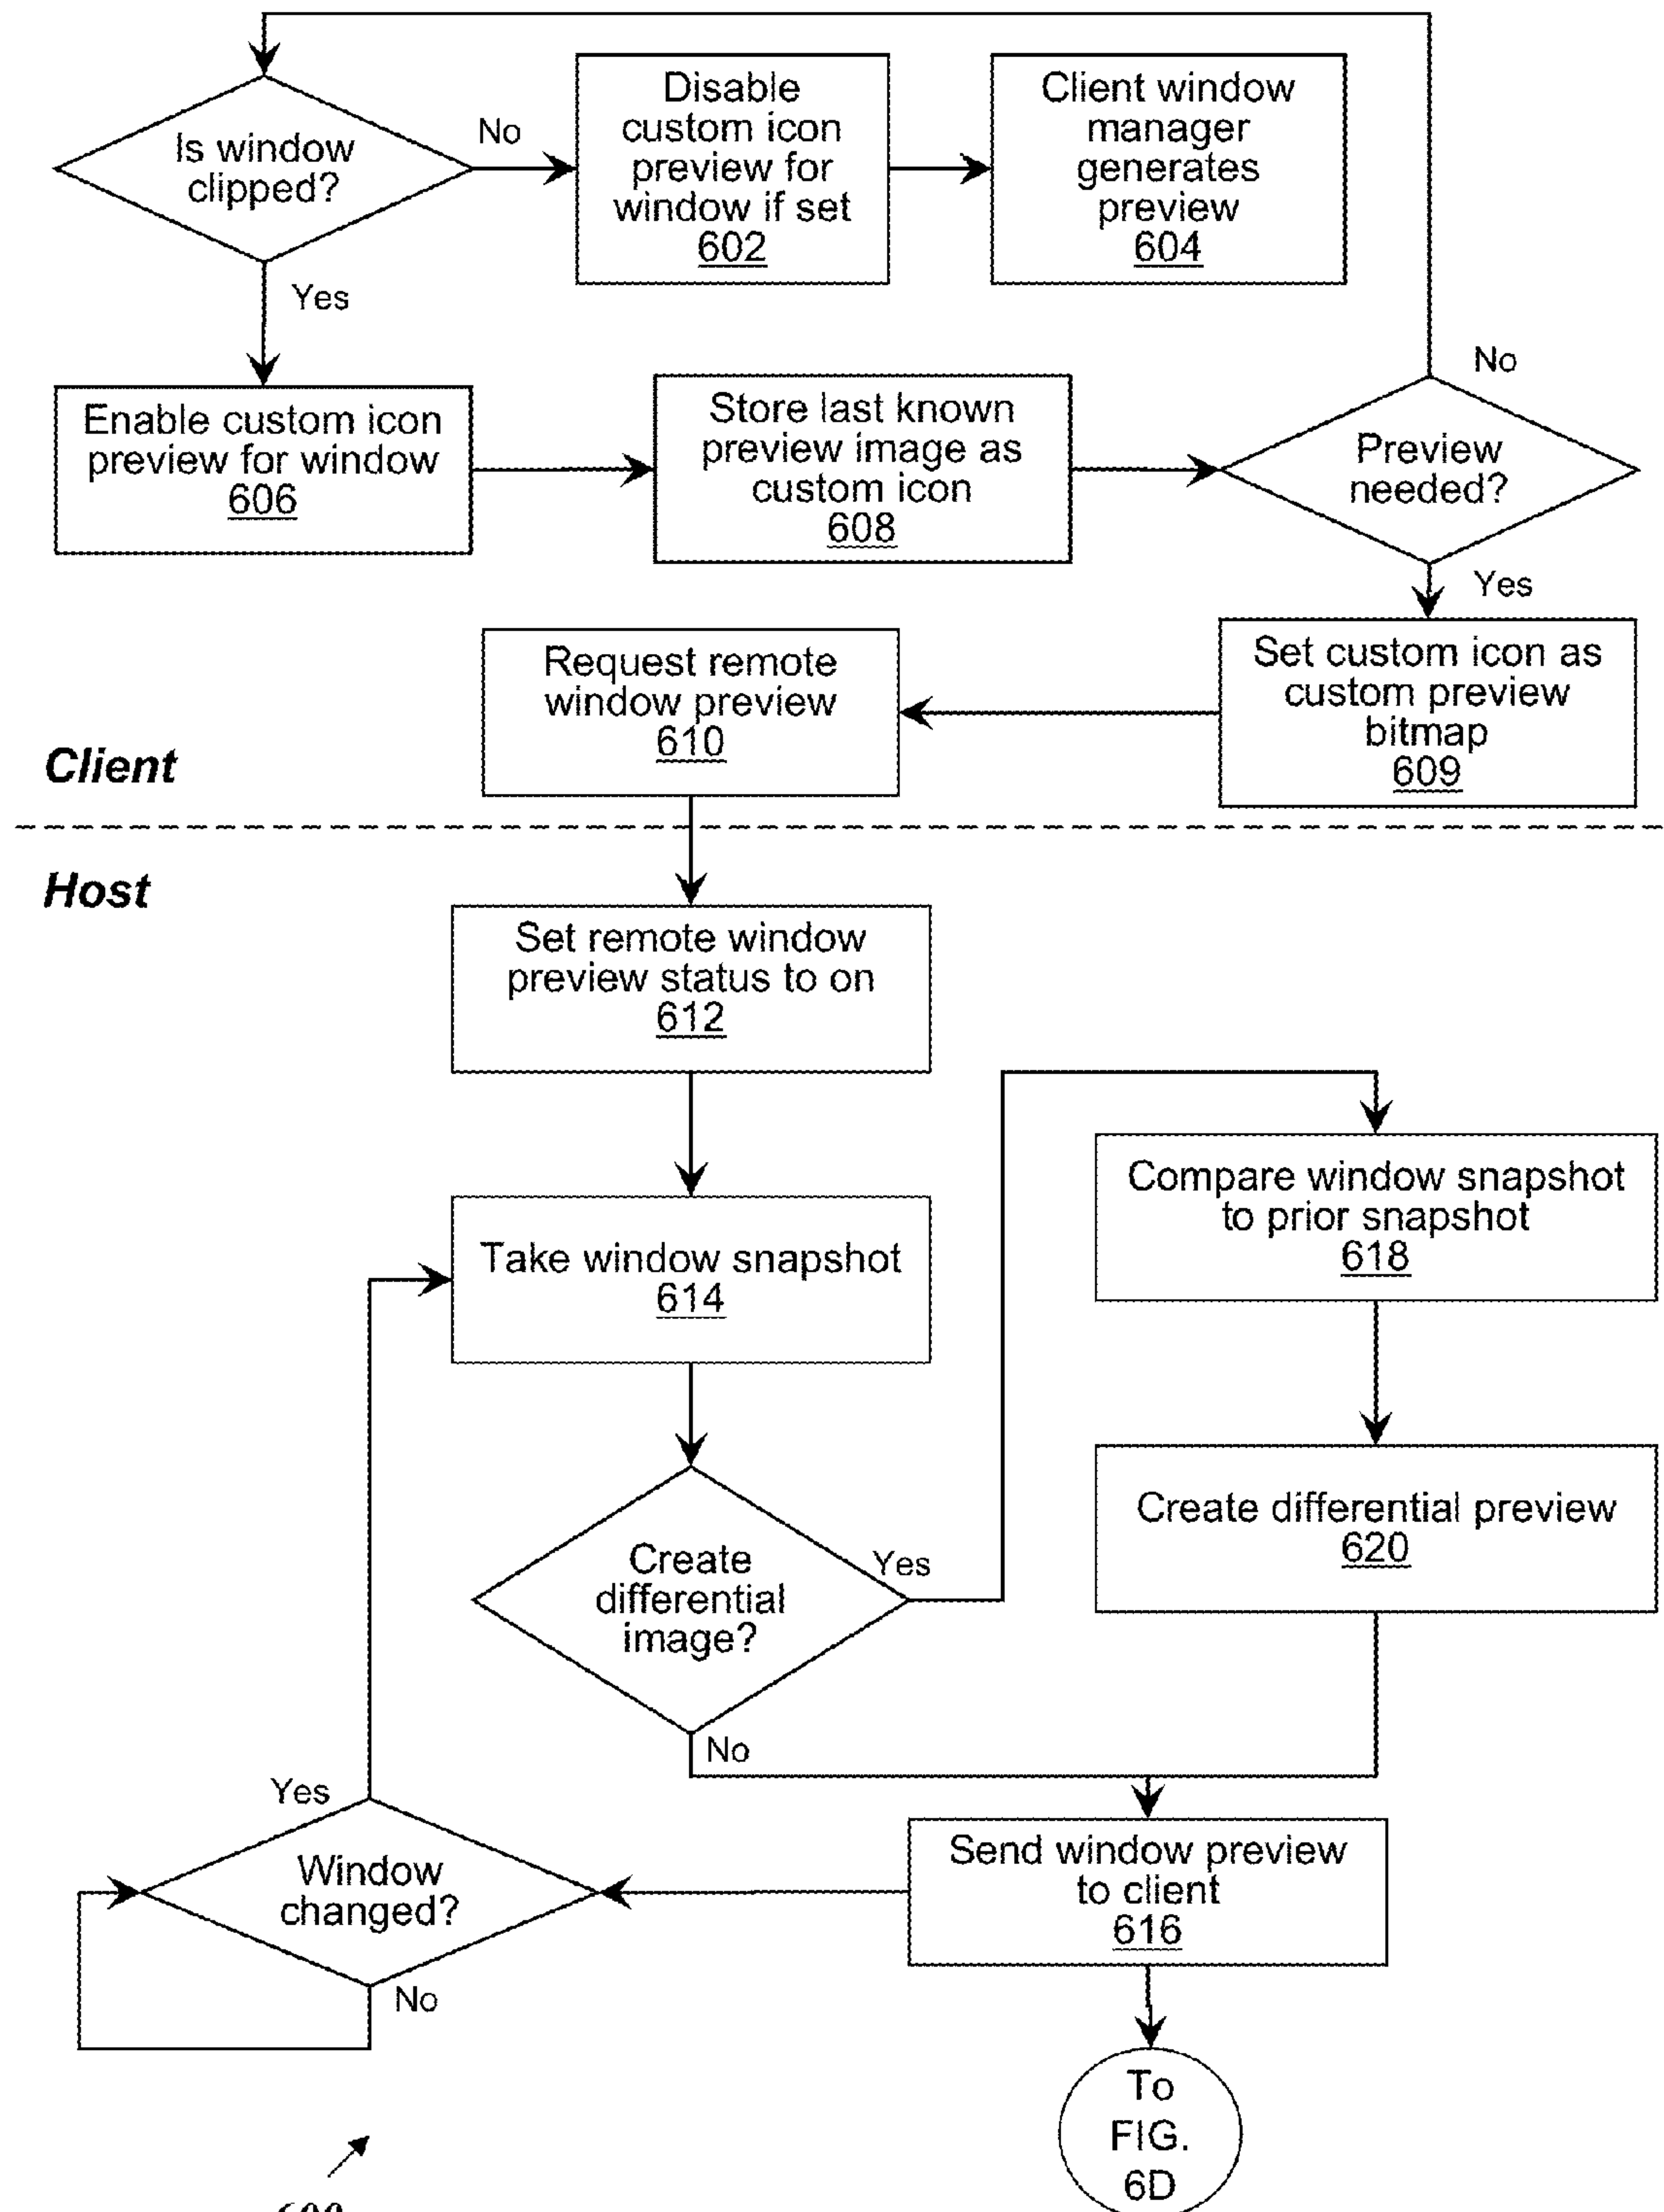 Is window
clipped?
No
Yes
Disable
custom icon
preview for
window if set
602
Client window
manager
generates
preview
604
Enable custom icon
preview for window
606
Store last known
preview image as
custom icon
608
Preview
needed?
No
Yes
Set custom icon as
custom preview
bitmap
609
Request remote
window preview
610
Client
Host
Set remote window
preview status to on
612
Take window snapshot
614
Create
differential
image?
Yes
No
Compare window snapshot
to prior snapshot
618
Create differential preview
620
Send window preview
to client
616
Window
changed?
Yes
No
To
FIG.
6D